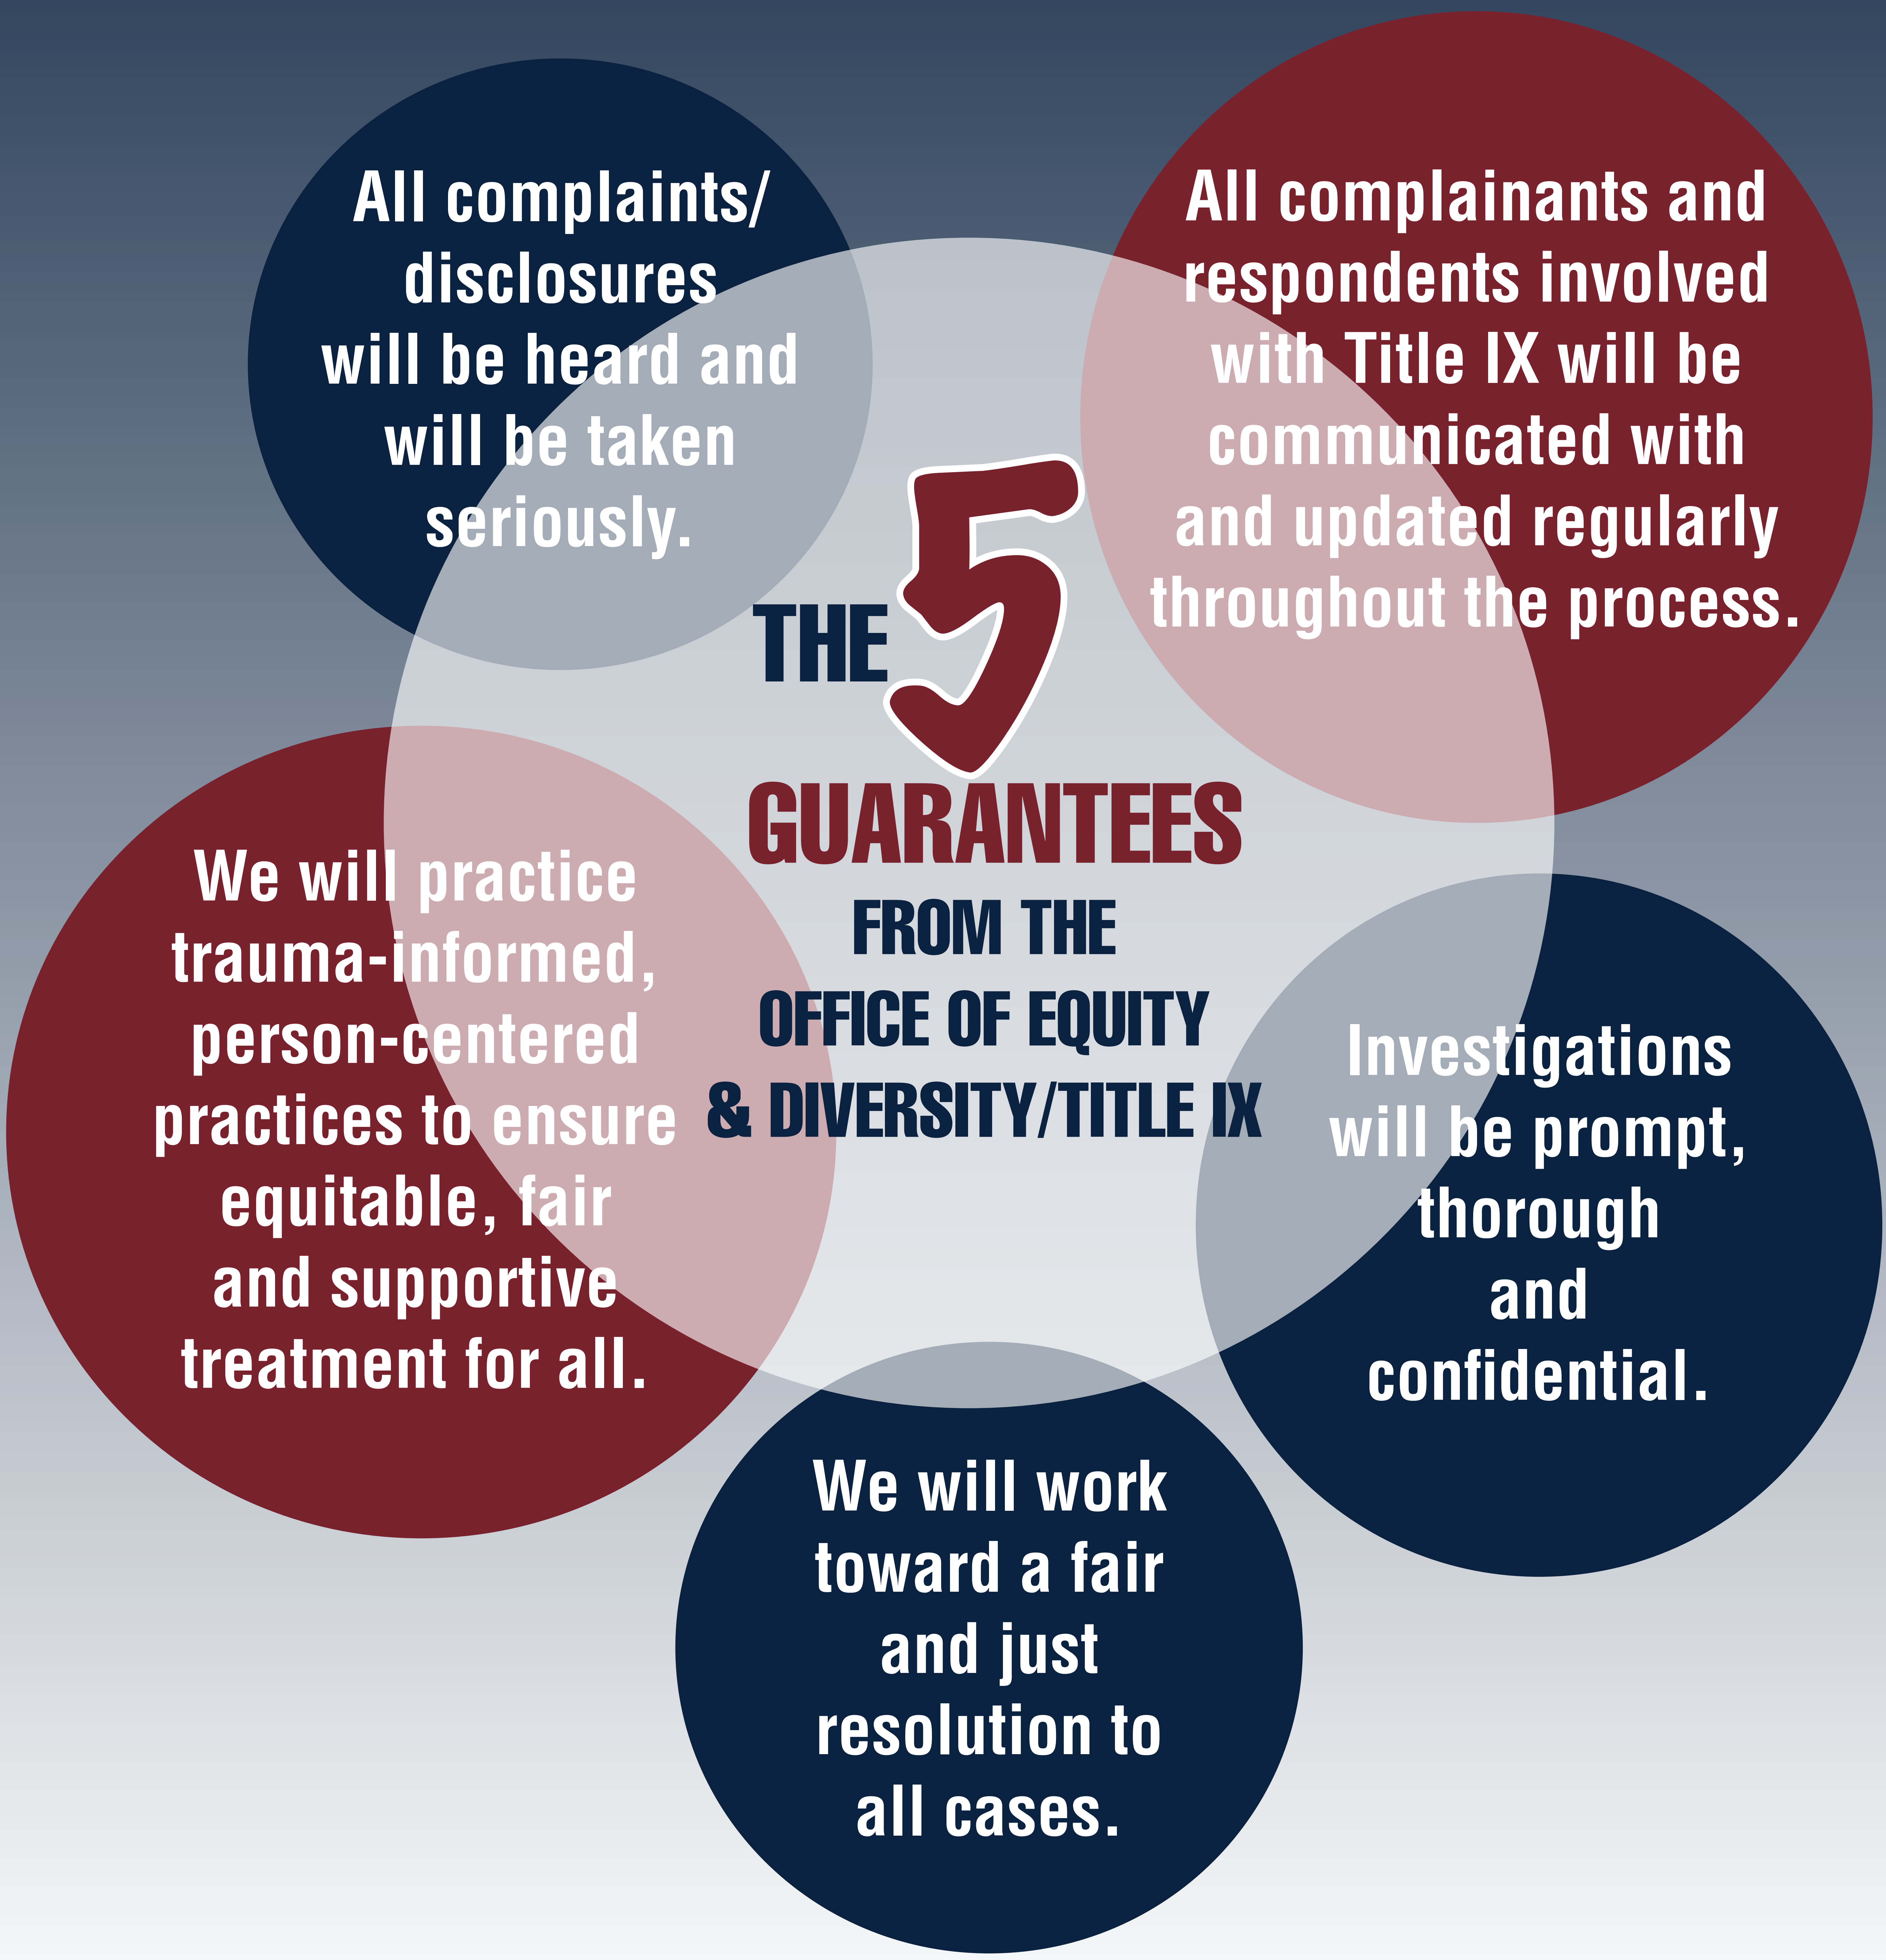 All complaints/
disclosures
will be heard and
will be taken
seriously.
All complainants and
respondents involved
with Title IX will be
communicated with
and updated regularly
throughout the process.
THE 5
GUARANTEES
FROM THE
OFFICE OF EQUITY
& DIVERSITY/TITLE IX
We will practice
trauma-informed,
person-centered
practices to ensure
equitable, fair
and supportive
treatment for all.
Investigations
will be prompt,
thorough
and
confidential.
We will work
toward a fair
and just
resolution to
all cases.